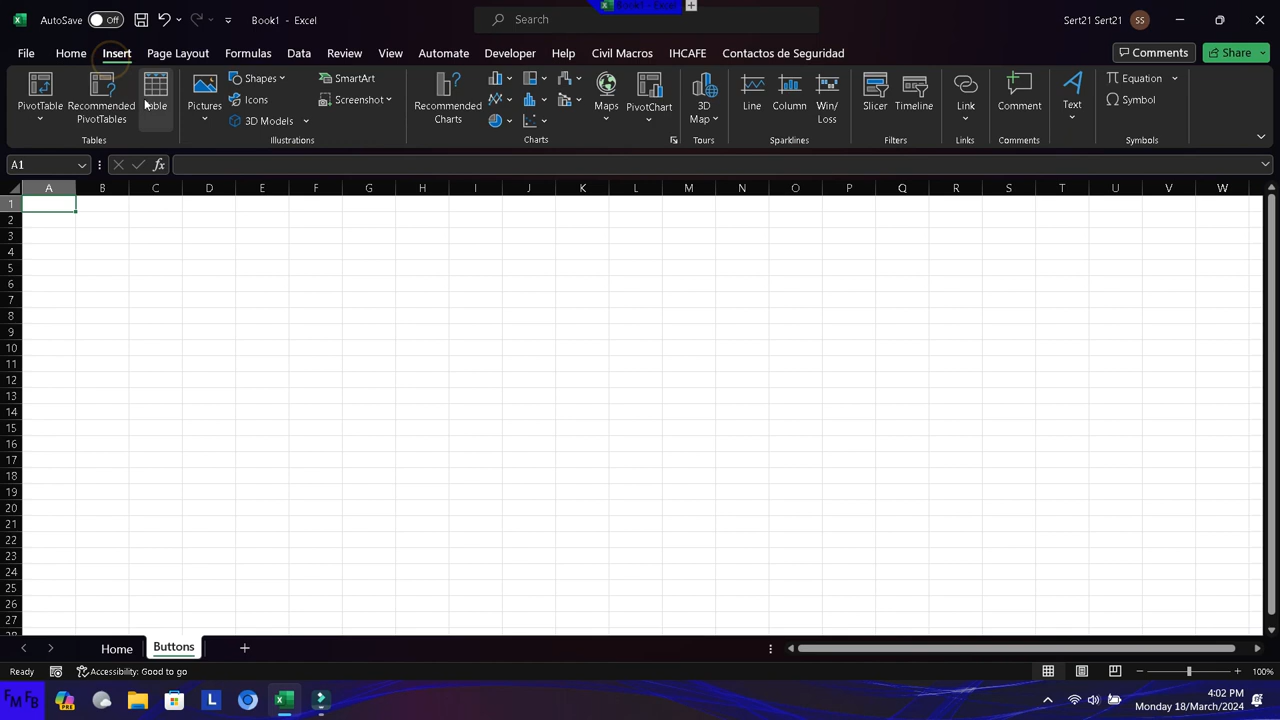 Book1 - Excel
AutoSave Off Book1 - Excel Search Sert21 Sert21 SS
File Home Insert Page Layout Formulas Data Review View Automate Developer Help Civil Macros IHCAFE Contactos de Seguridad Comments Share
PivotTable Recommended PivotTables Table Pictures Shapes Icons 3D Models SmartArt Screenshot Recommended Charts Maps PivotChart 3D Map Line Column Win/Loss Slicer Timeline Link Comment Text Equation Symbol
Tables Illustrations Charts Tours Sparklines Filters Links Comments Symbols
A1 fx
A B C D E F G H I J K L M N O P Q R S T U V W
1
2
3
4
5
6
7
8
9
10
11
12
13
14
15
16
17
18
19
20
21
22
23
24
25
26
27
Home Buttons
Ready Accessibility: Good to go 100%
FM FB PRE L 4:02 PM
Monday 18/March/2024